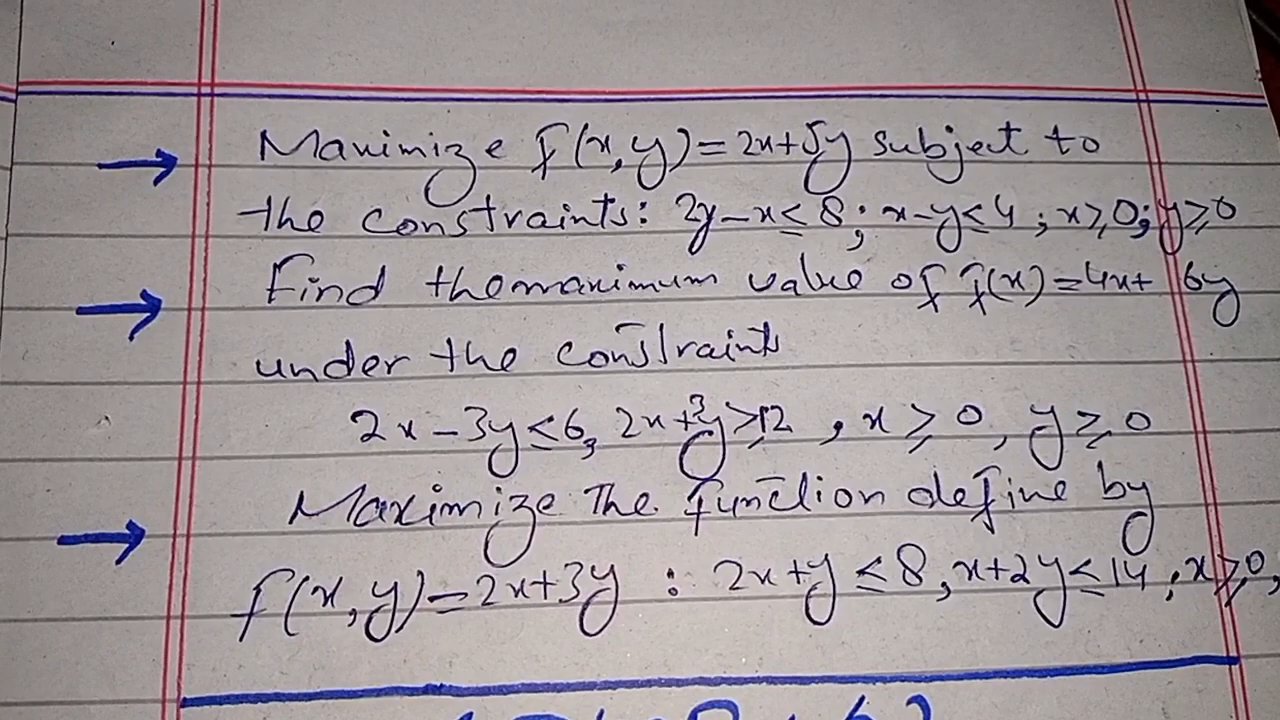 → Maximize f(x,y)=2x+5y subject to
the constraints: 2y-x≤8; x-y≤4; x≥0; y≥0
→ Find the maximum value of f(x)=4x+6y
under the constraints
2x-3y≤6, 2x+3y≥12, x≥0, y≥0
→ Maximize The function define by
f(x,y)=2x+3y : 2x+y≤8, x+2y≤14, x≥0,